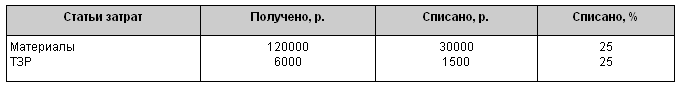 Статьи затрат Получено, р. Списано, р. Списано, %
Материалы 120000 30000 25
ТЗР 6000 1500 25